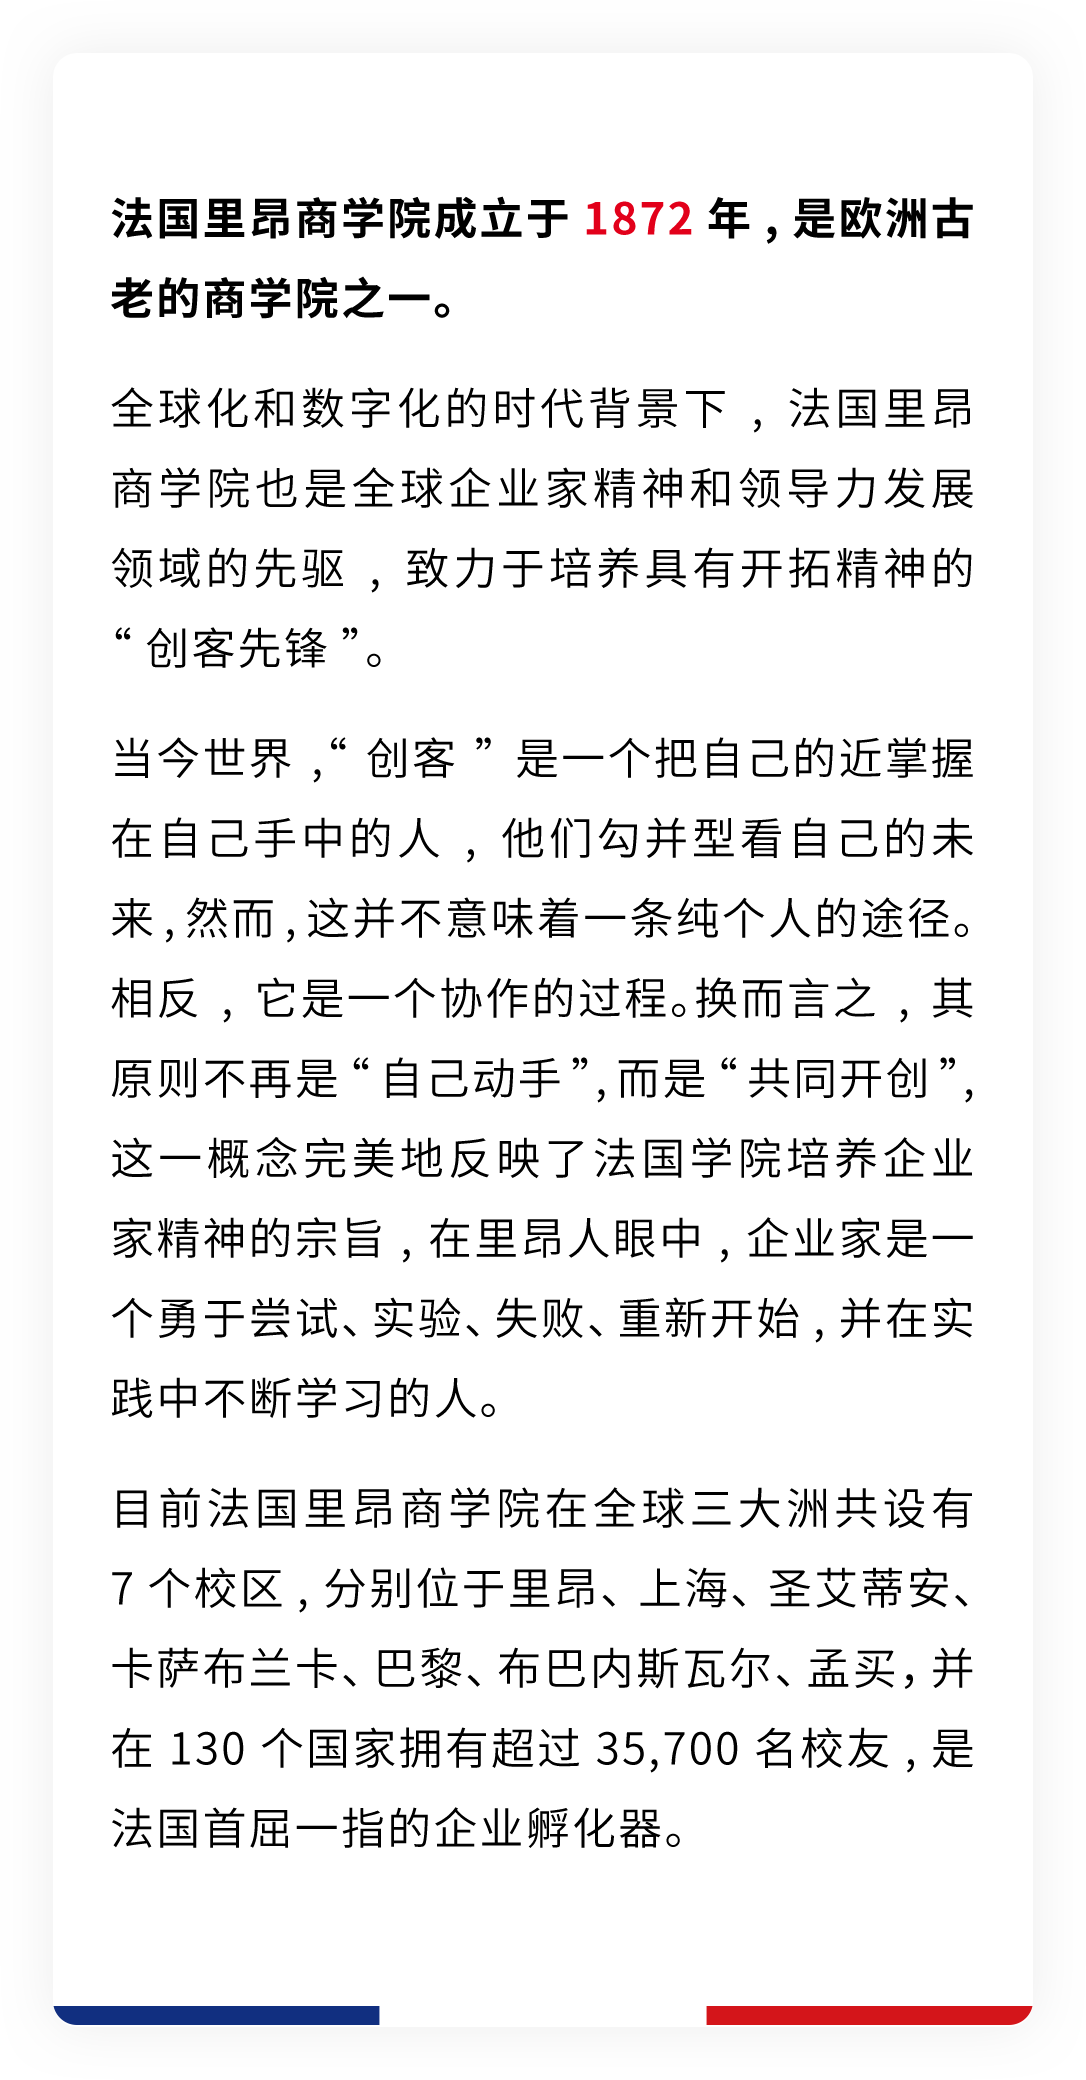 法国里昂商学院成立于 1872 年，是欧洲古
老的商学院之一。
全球化和数字化的时代背景下，法国里昂
商学院也是全球企业家精神和领导力发展
领域的先驱，致力于培养具有开拓精神的
“创客先锋”。
当今世界，“创客”是一个把自己的近掌握
在自己手中的人，他们勾并型看自己的未
来，然而，这并不意味着一条纯个人的途径。
相反，它是一个协作的过程。换而言之，其
原则不再是“自己动手”，而是“共同开创”，
这一概念完美地反映了法国学院培养企业
家精神的宗旨，在里昂人眼中，企业家是一
个勇于尝试、实验、失败、重新开始，并在实
践中不断学习的人。
目前法国里昂商学院在全球三大洲共设有
7 个校区，分别位于里昂、上海、圣艾蒂安、
卡萨布兰卡、巴黎、布巴内斯瓦尔、孟买，并
在 130 个国家拥有超过 35,700 名校友，是
法国首屈一指的企业孵化器。